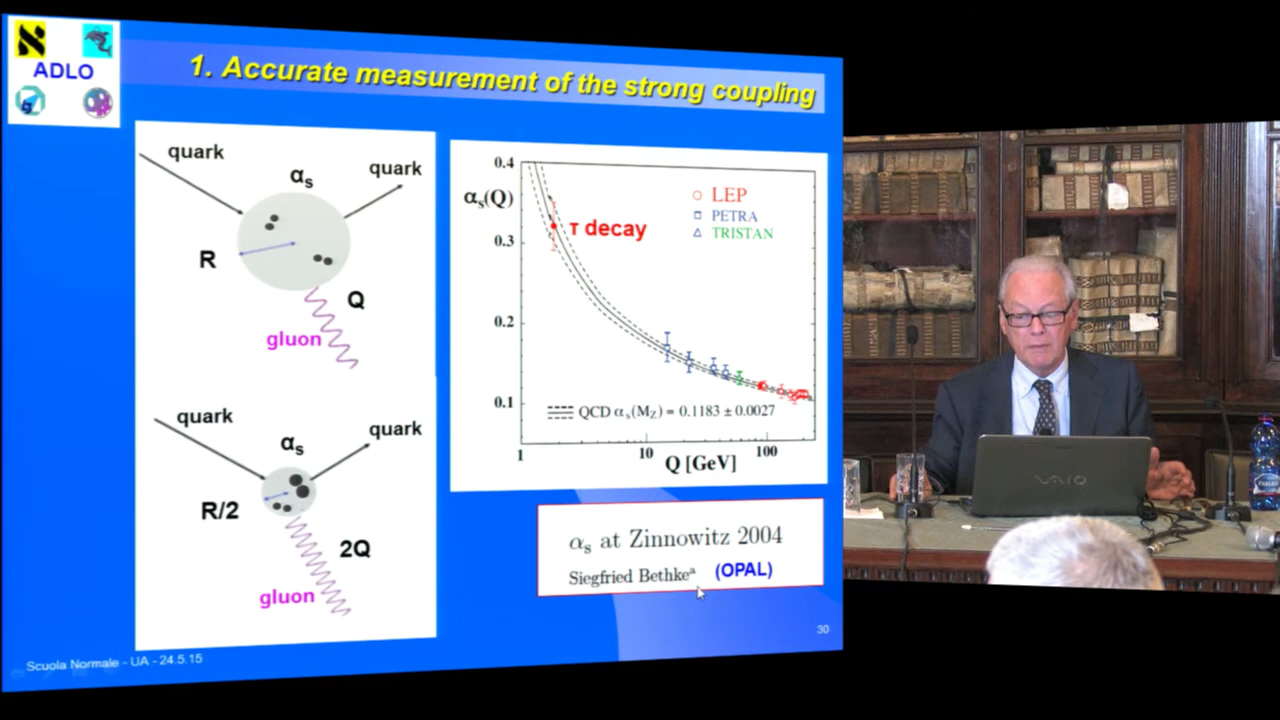 א
ADLO
1. Accurate measurement of the strong coupling
quark
αs
quark
R
Q
gluon
quark
αs
quark
R/2
2Q
gluon
0.4
αs(Q)
0.3
0.2
0.1
LEP
PETRA
TRISTAN
τ decay
QCD αs(MZ) = 0.1183 ± 0.0027
1
10
100
Q [GeV]
αs at Zinnowitz 2004
Siegfried Bethkeᵃ (OPAL)
30
Scuola Normale - UA - 24.5.15
VAIO